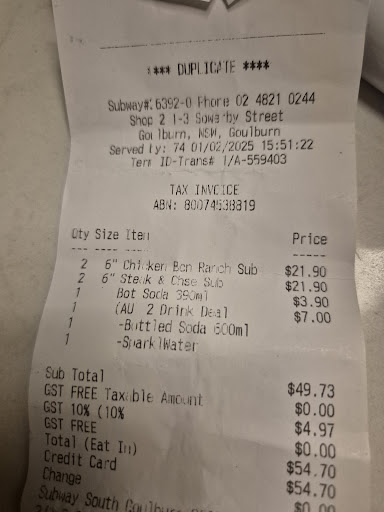 **** DUPLICATE ****
Subway#: 6392-0 Phone 02 4821 0244
Shop 2 1-3 Sowerby Street
Goulburn, NSW, Goulburn
Served by: 74 01/02/2025 15:51:22
Term ID-Trans# 1/A-559403
TAX INVOICE
ABN: 80074538819
Qty Size Item Price
--- ---- ---- -----
2 6" Chicken Bcn Ranch Sub $21.90
2 6" Steak & Chse Sub $21.90
1 Bot Soda 390ml $3.90
1 (AU 2 Drink Deal $7.00
1 -Bottled Soda 600ml
1 -SparklWater
Sub Total $49.73
GST FREE Taxable Amount $0.00
GST 10% (10% $4.97
GST FREE $0.00
Total (Eat In) $54.70
Credit Card $54.70
Change $0.00
Subway South Goulburn